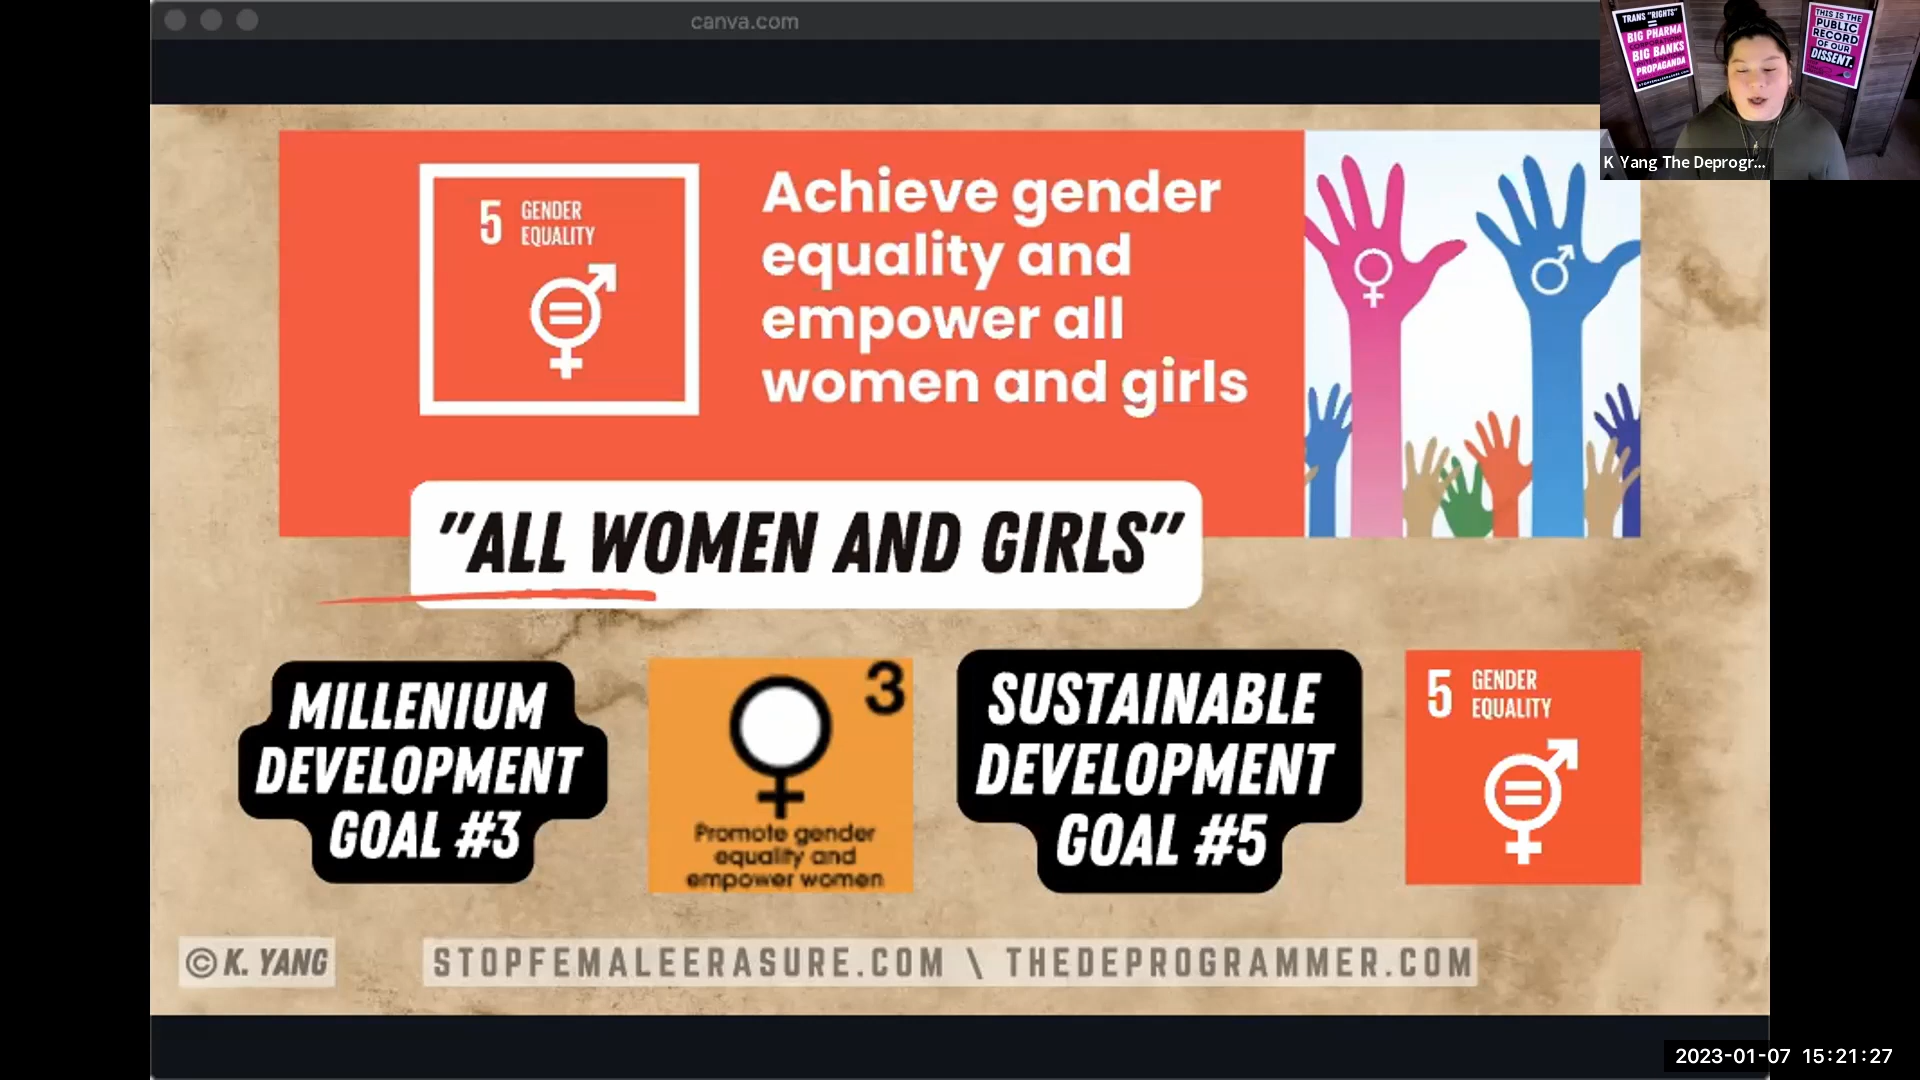 canva.com
TRANS "RIGHTS"
=
BIG PHARMA
BIG BANKS
PROPAGANDA
THIS IS THE
PUBLIC
RECORD
OF OUR
DISSENT.
K Yang The Deprogr...
5 GENDER
EQUALITY
Achieve gender
equality and
empower all
women and girls
"ALL WOMEN AND GIRLS"
MILLENIUM
DEVELOPMENT
GOAL #3
3
Promote gender
equality and
empower women
SUSTAINABLE
DEVELOPMENT
GOAL #5
5 GENDER
EQUALITY
© K. YANG
STOPFEMALEERASURE.COM \ THEDEPROGRAMMER.COM
2023-01-07 15:21:27